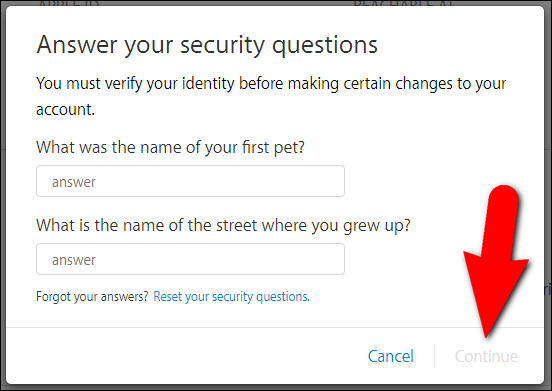 APPLE ID
REACHABLE AT
Answer your security questions
You must verify your identity before making certain changes to your
account.
What was the name of your first pet?
answer
What is the name of the street where you grew up?
answer
Forgot your answers? Reset your security questions.
Cancel
Continue